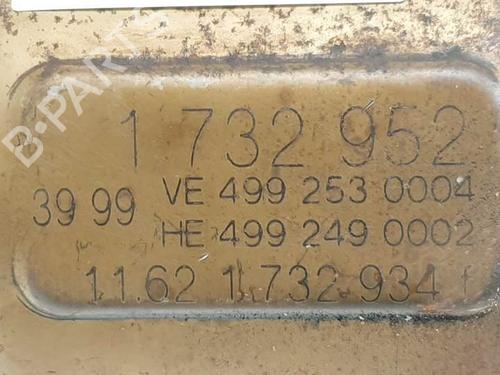 B-PARTS
1 732 952
39 99 VE 499 253 0004
HE 499 249 0002
11.62 1.732 934 f